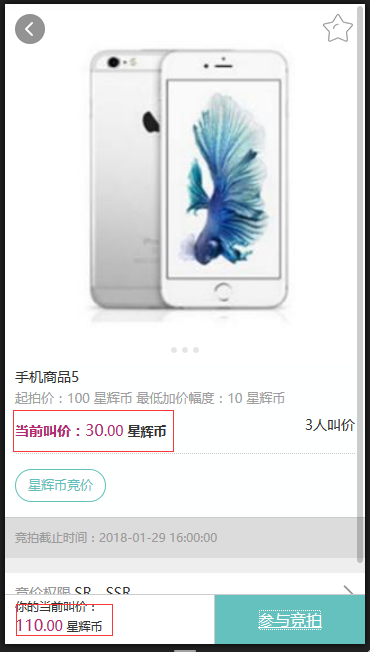 手机商品5
起拍价：100 星辉币 最低加价幅度：10 星辉币
当前叫价：30.00 星辉币
3人叫价
星辉币竞价
竞拍截止时间：2018-01-29 16:00:00
竞价权限 SR、SSR
你的当前叫价：
110.00 星辉币
参与竞拍